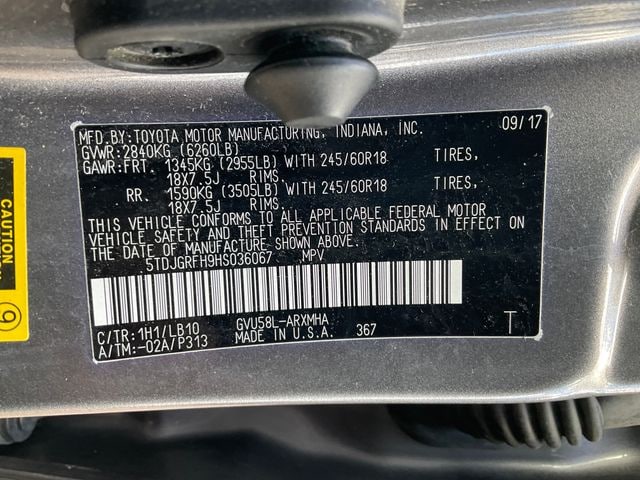 MFD.BY:TOYOTA MOTOR MANUFACTURING, INDIANA, INC. 09/17
GVWR:2840KG (6260LB)
GAWR:FRT. 1345KG (2955LB) WITH 245/60R18 TIRES,
18X7.5J RIMS.
RR. 1590KG (3505LB) WITH 245/60R18 TIRES,
18X7.5J RIMS.
THIS VEHICLE CONFORMS TO ALL APPLICABLE FEDERAL MOTOR
VEHICLE SAFETY AND THEFT PREVENTION STANDARDS IN EFFECT ON
THE DATE OF MANUFACTURE SHOWN ABOVE.
5TDJGRFH9HS036067 MPV
C/TR:1H1/LB10 GVU58L-ARXMHA
A/TM:-02A/P313 MADE IN U.S.A. 367 T
CAUTION
9